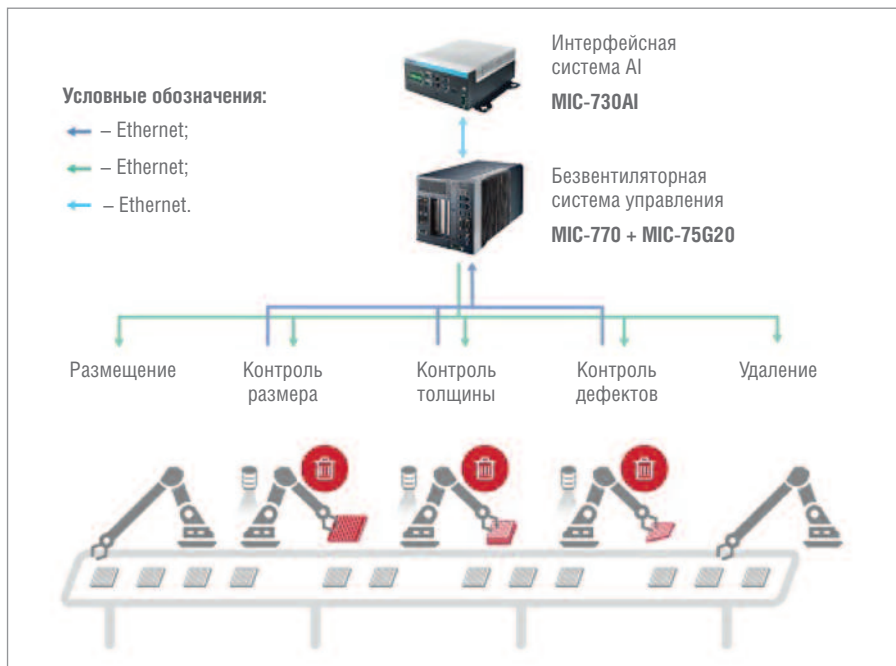 Условные обозначения:
– Ethernet;
– Ethernet;
– Ethernet.
Интерфейсная
система AI
MIC-730AI
Безвентиляторная
система управления
MIC-770 + MIC-75G20
Размещение
Контроль
размера
Контроль
толщины
Контроль
дефектов
Удаление